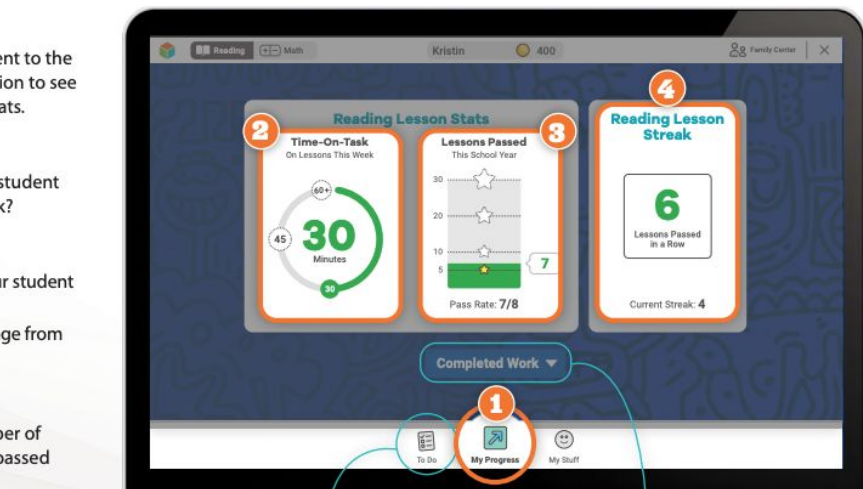 ent to the
ion to see
ats.
student
k?
r student
ge from
ber of
passed
Reading
Math
Kristin
400
Family Center
4
Reading Lesson Stats
Reading Lesson
Streak
2
Time-On-Task
On Lessons This Week
60+
45
30
Minutes
30
3
Lessons Passed
This School Year
30
20
10
5
7
Pass Rate: 7/8
6
Lessons Passed
in a Row
Current Streak: 4
Completed Work
1
To Do
My Progress
My Stuff